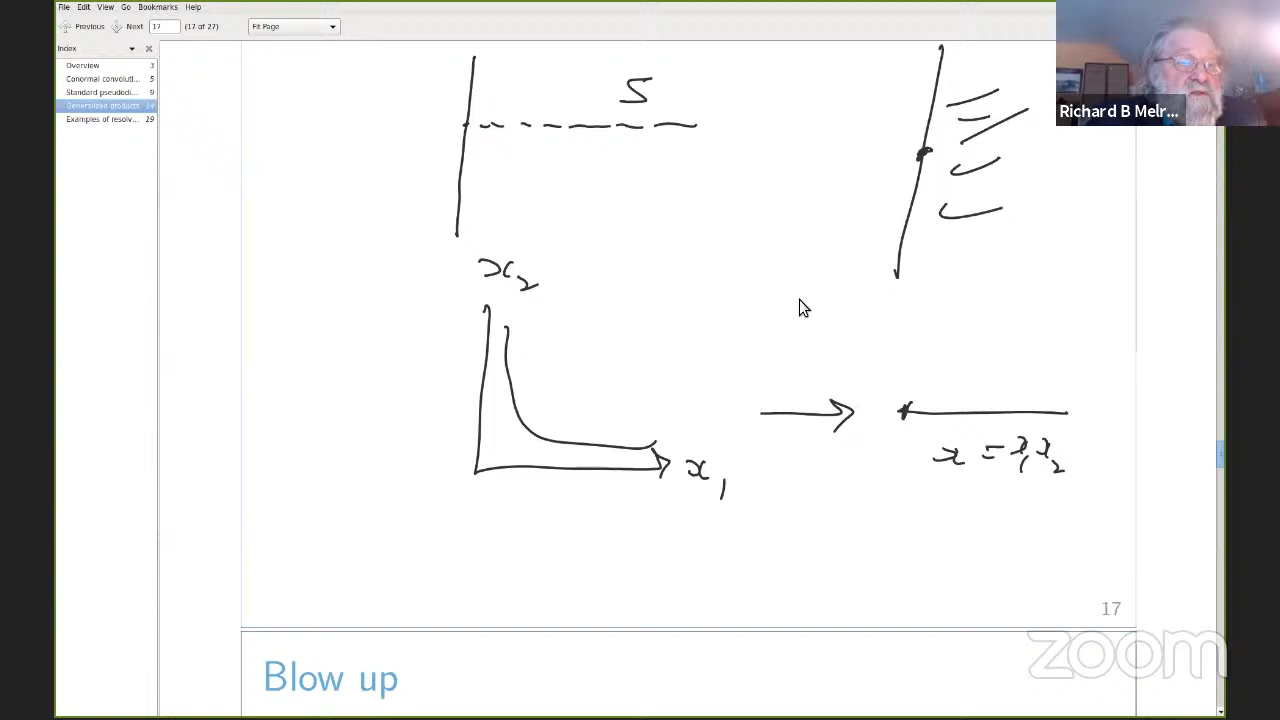 File Edit View Go Bookmarks Help
Previous Next 17 (17 of 27) Fit Page
Index
Overview 3
Conormal convoluti... 5
Standard pseudodi... 9
Generalized products 14
Examples of resolv... 19
Richard B Melr...
S
x₂
x₁
x = x₁x₂
17
zoom
Blow up